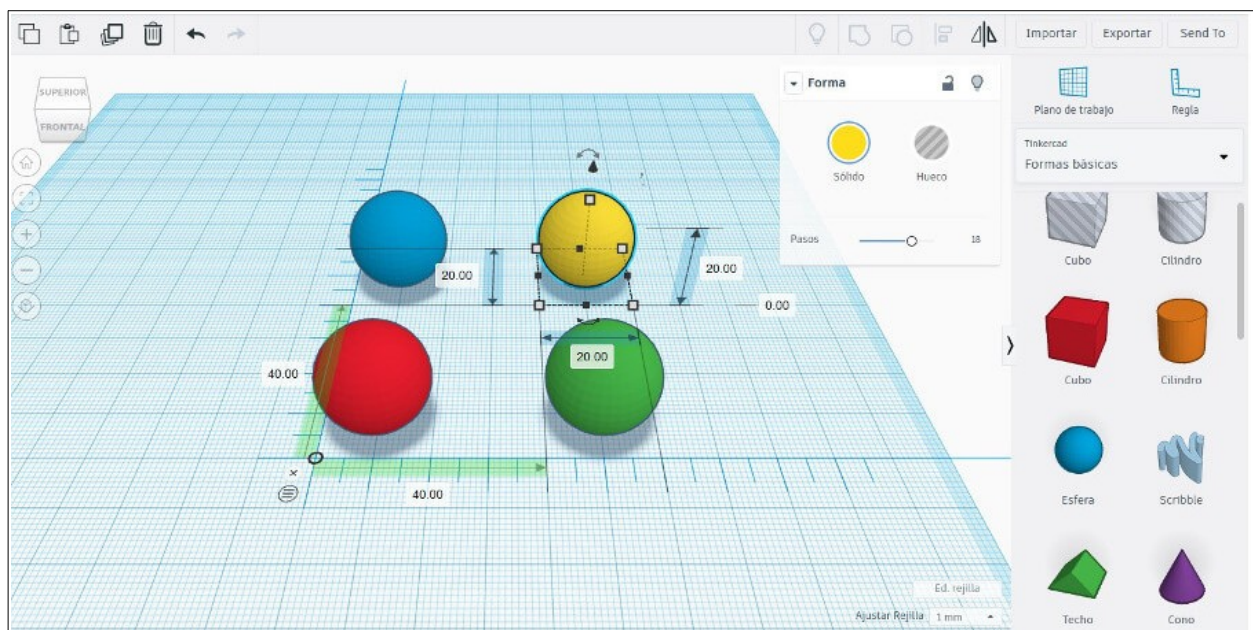 Importar Exportar Send To
SUPERIOR
FRONTAL
Forma
Sólido Hueco
Pasos 18
Plano de trabajo Regla
Tinkercad
Formas básicas
Cubo Cilindro
Cubo Cilindro
Esfera Scribble
Techo Cono
20.00
20.00
0.00
20.00
40.00
40.00
Ed. rejilla
Ajustar Rejilla 1 mm